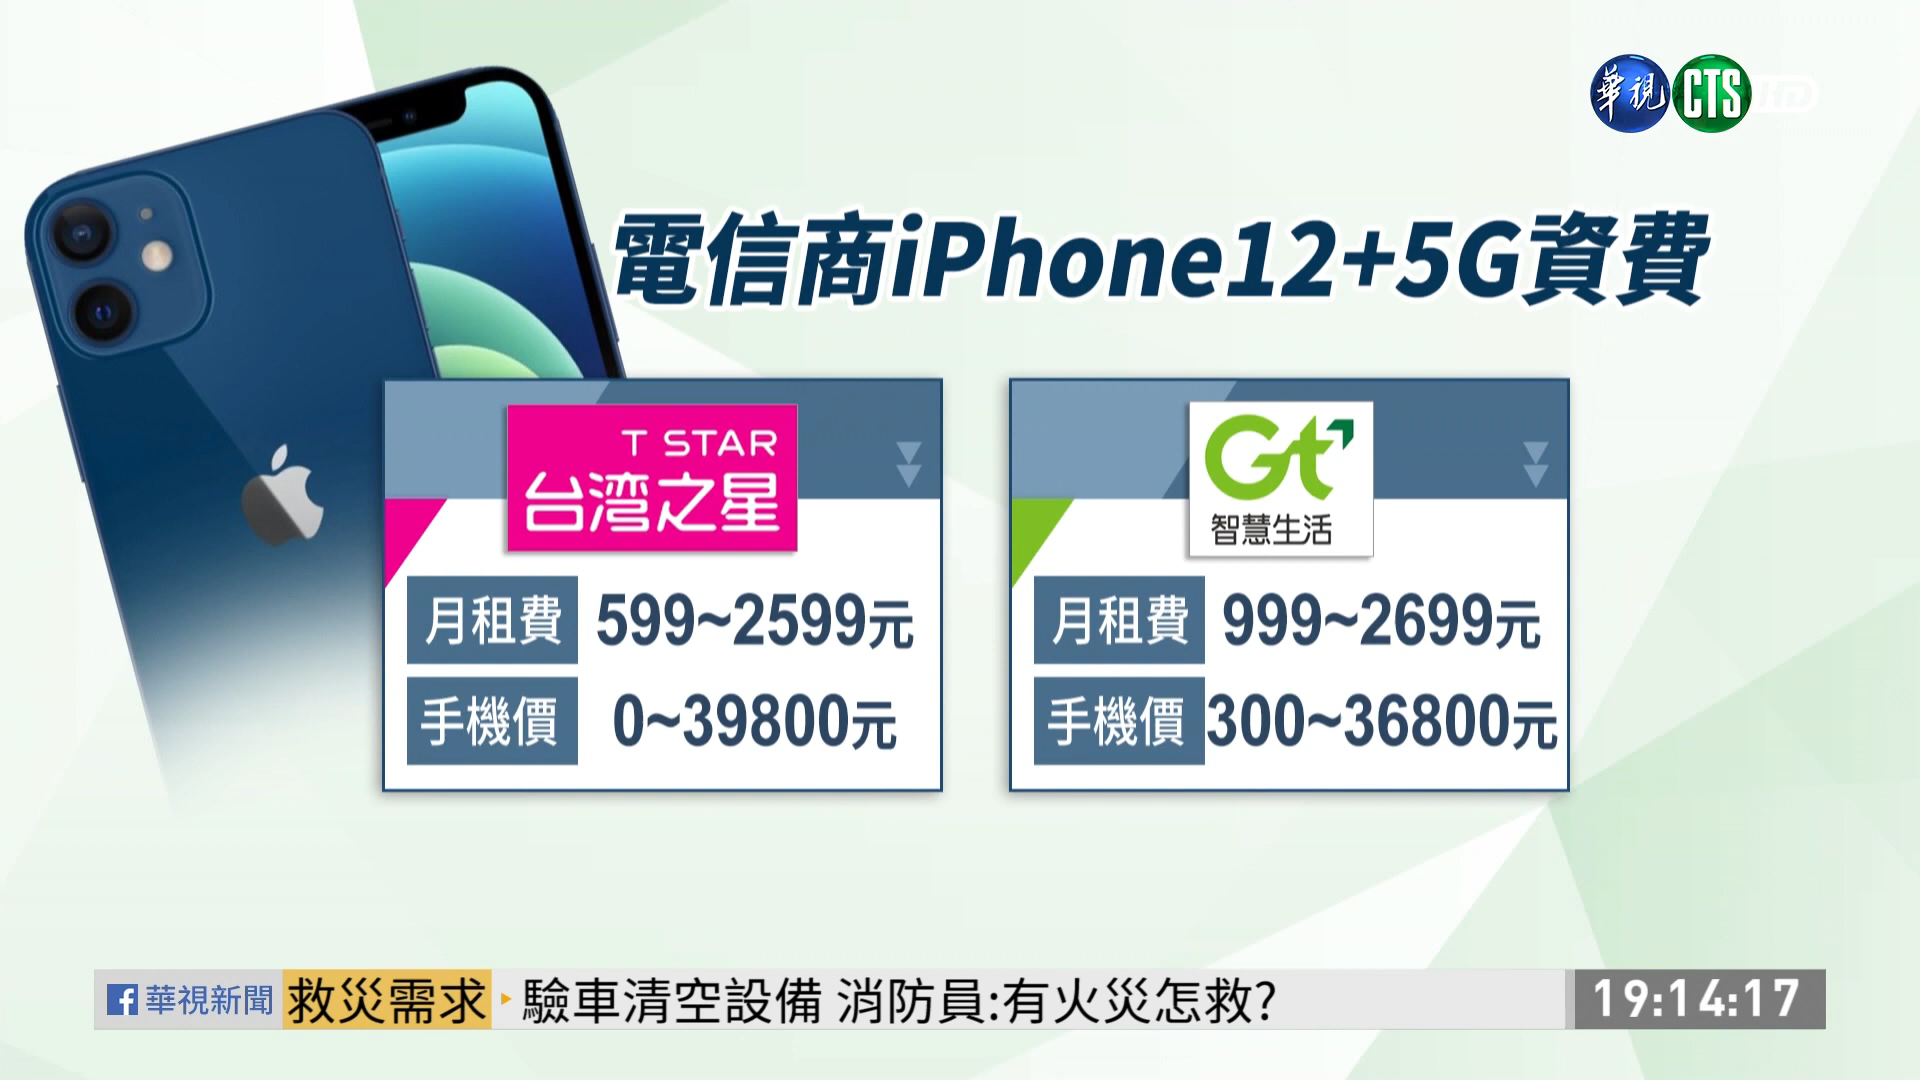 華視 CTS HD
電信商iPhone12+5G資費
T STAR
台湾之星
月租費 599~2599元
手機價 0~39800元
Gt
智慧生活
月租費 999~2699元
手機價 300~36800元
f 華視新聞 救災需求 驗車清空設備 消防員:有火災怎救? 19:14:17